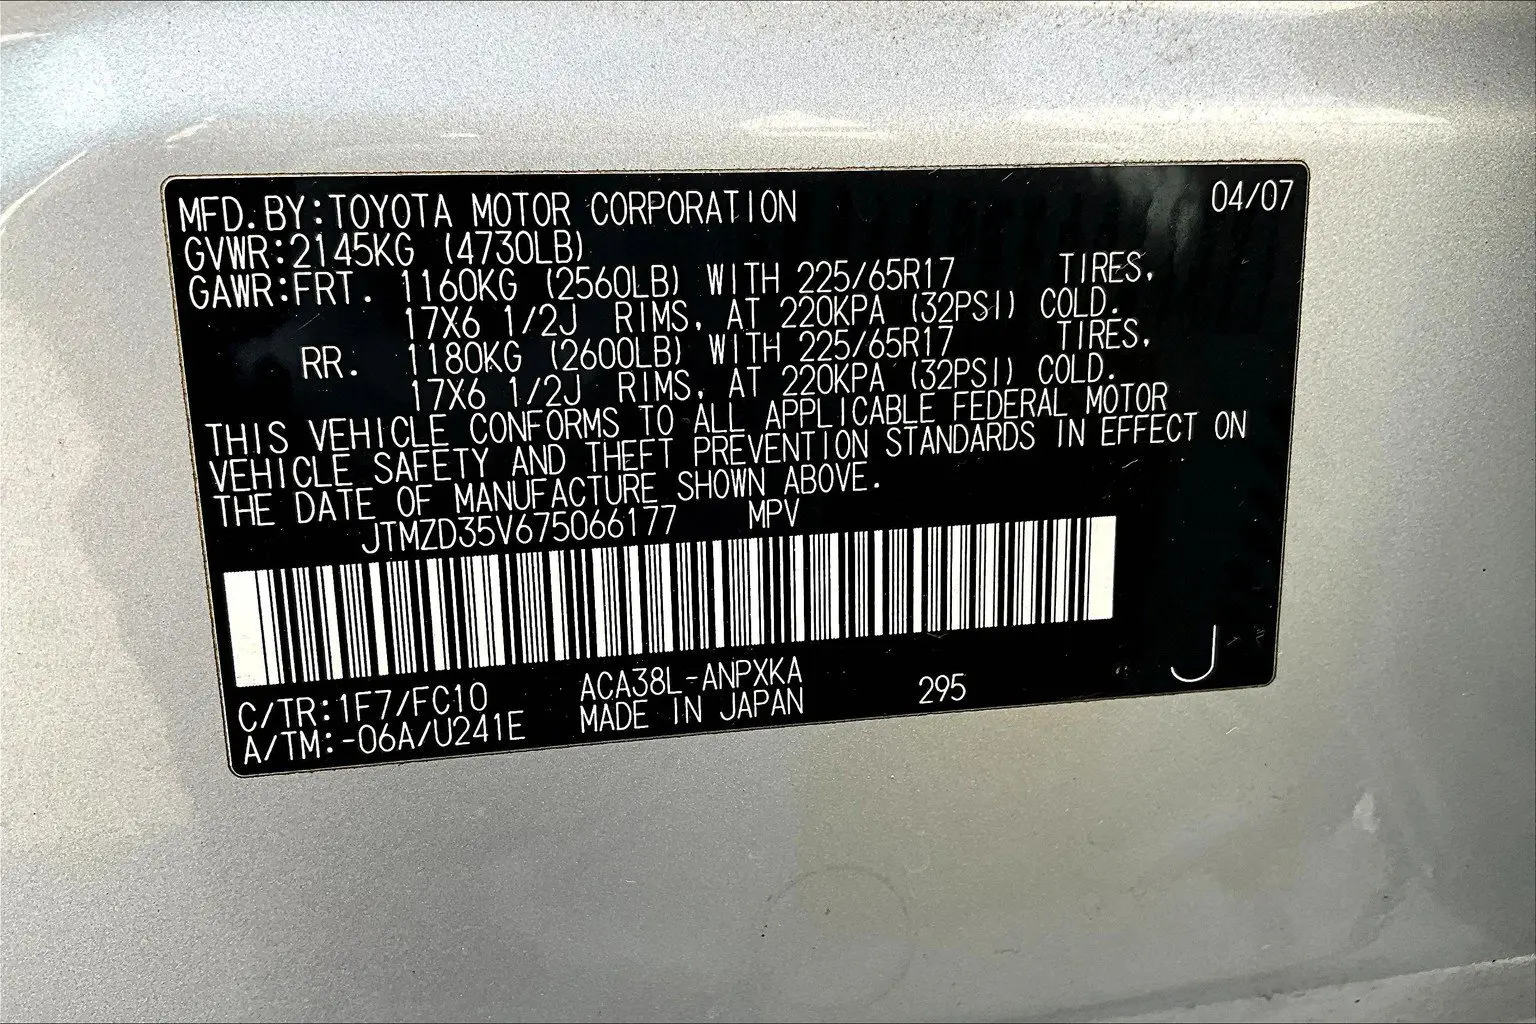 MFD.BY:TOYOTA MOTOR CORPORATION 04/07
GVWR:2145KG (4730LB)
GAWR:FRT. 1160KG (2560LB) WITH 225/65R17 TIRES,
17X6 1/2J RIMS, AT 220KPA (32PSI) COLD.
RR. 1180KG (2600LB) WITH 225/65R17 TIRES,
17X6 1/2J RIMS, AT 220KPA (32PSI) COLD.
THIS VEHICLE CONFORMS TO ALL APPLICABLE FEDERAL MOTOR
VEHICLE SAFETY AND THEFT PREVENTION STANDARDS IN EFFECT ON
THE DATE OF MANUFACTURE SHOWN ABOVE.
JTMZD35V675066177 MPV
C/TR:1F7/FC10 ACA38L-ANPXKA 295 J
A/TM:-06A/U241E MADE IN JAPAN